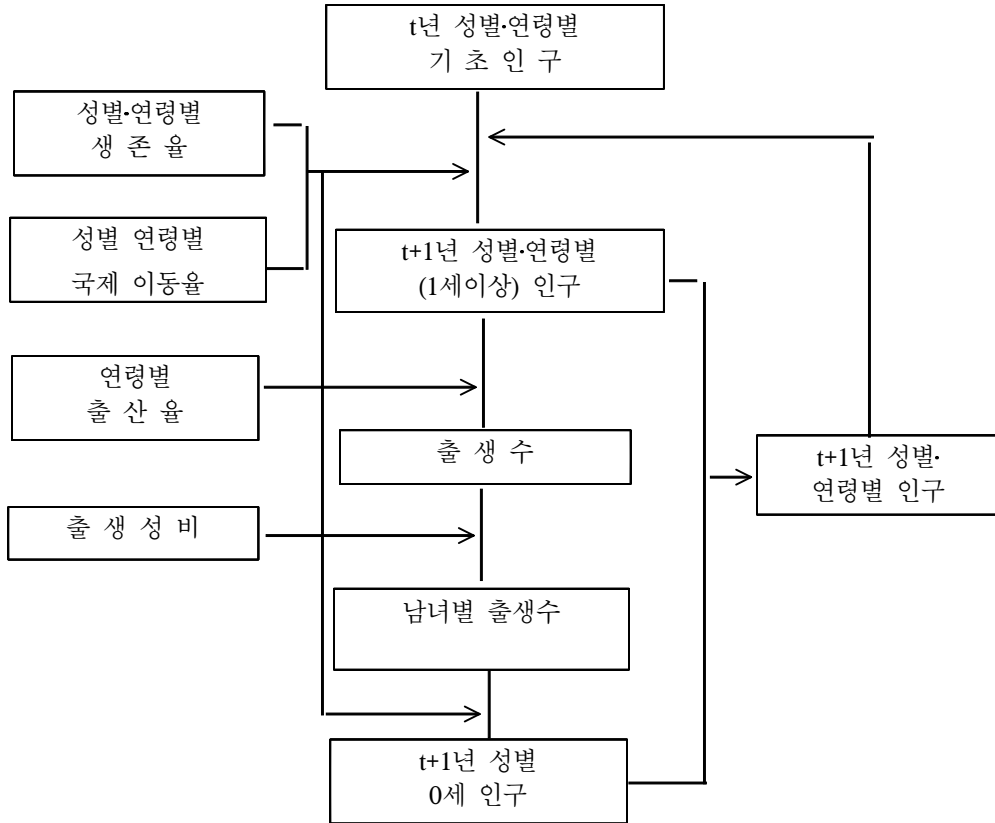 t년 성별·연령별
기 초 인 구
성별·연령별
생 존 율
성별 연령별
국제 이동율
t+1년 성별·연령별
(1세이상) 인구
연령별
출 산 율
출 생 수
t+1년 성별·
연령별 인구
출 생 성 비
남녀별 출생수
t+1년 성별
0세 인구